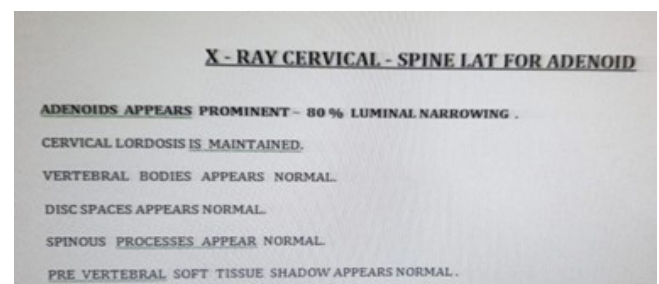 X - RAY CERVICAL - SPINE LAT FOR ADENOID
ADENOIDS APPEARS PROMINENT – 80 % LUMINAL NARROWING .
CERVICAL LORDOSIS IS MAINTAINED.
VERTEBRAL BODIES APPEARS NORMAL.
DISC SPACES APPEARS NORMAL.
SPINOUS PROCESSES APPEAR NORMAL.
PRE VERTEBRAL SOFT TISSUE SHADOW APPEARS NORMAL .